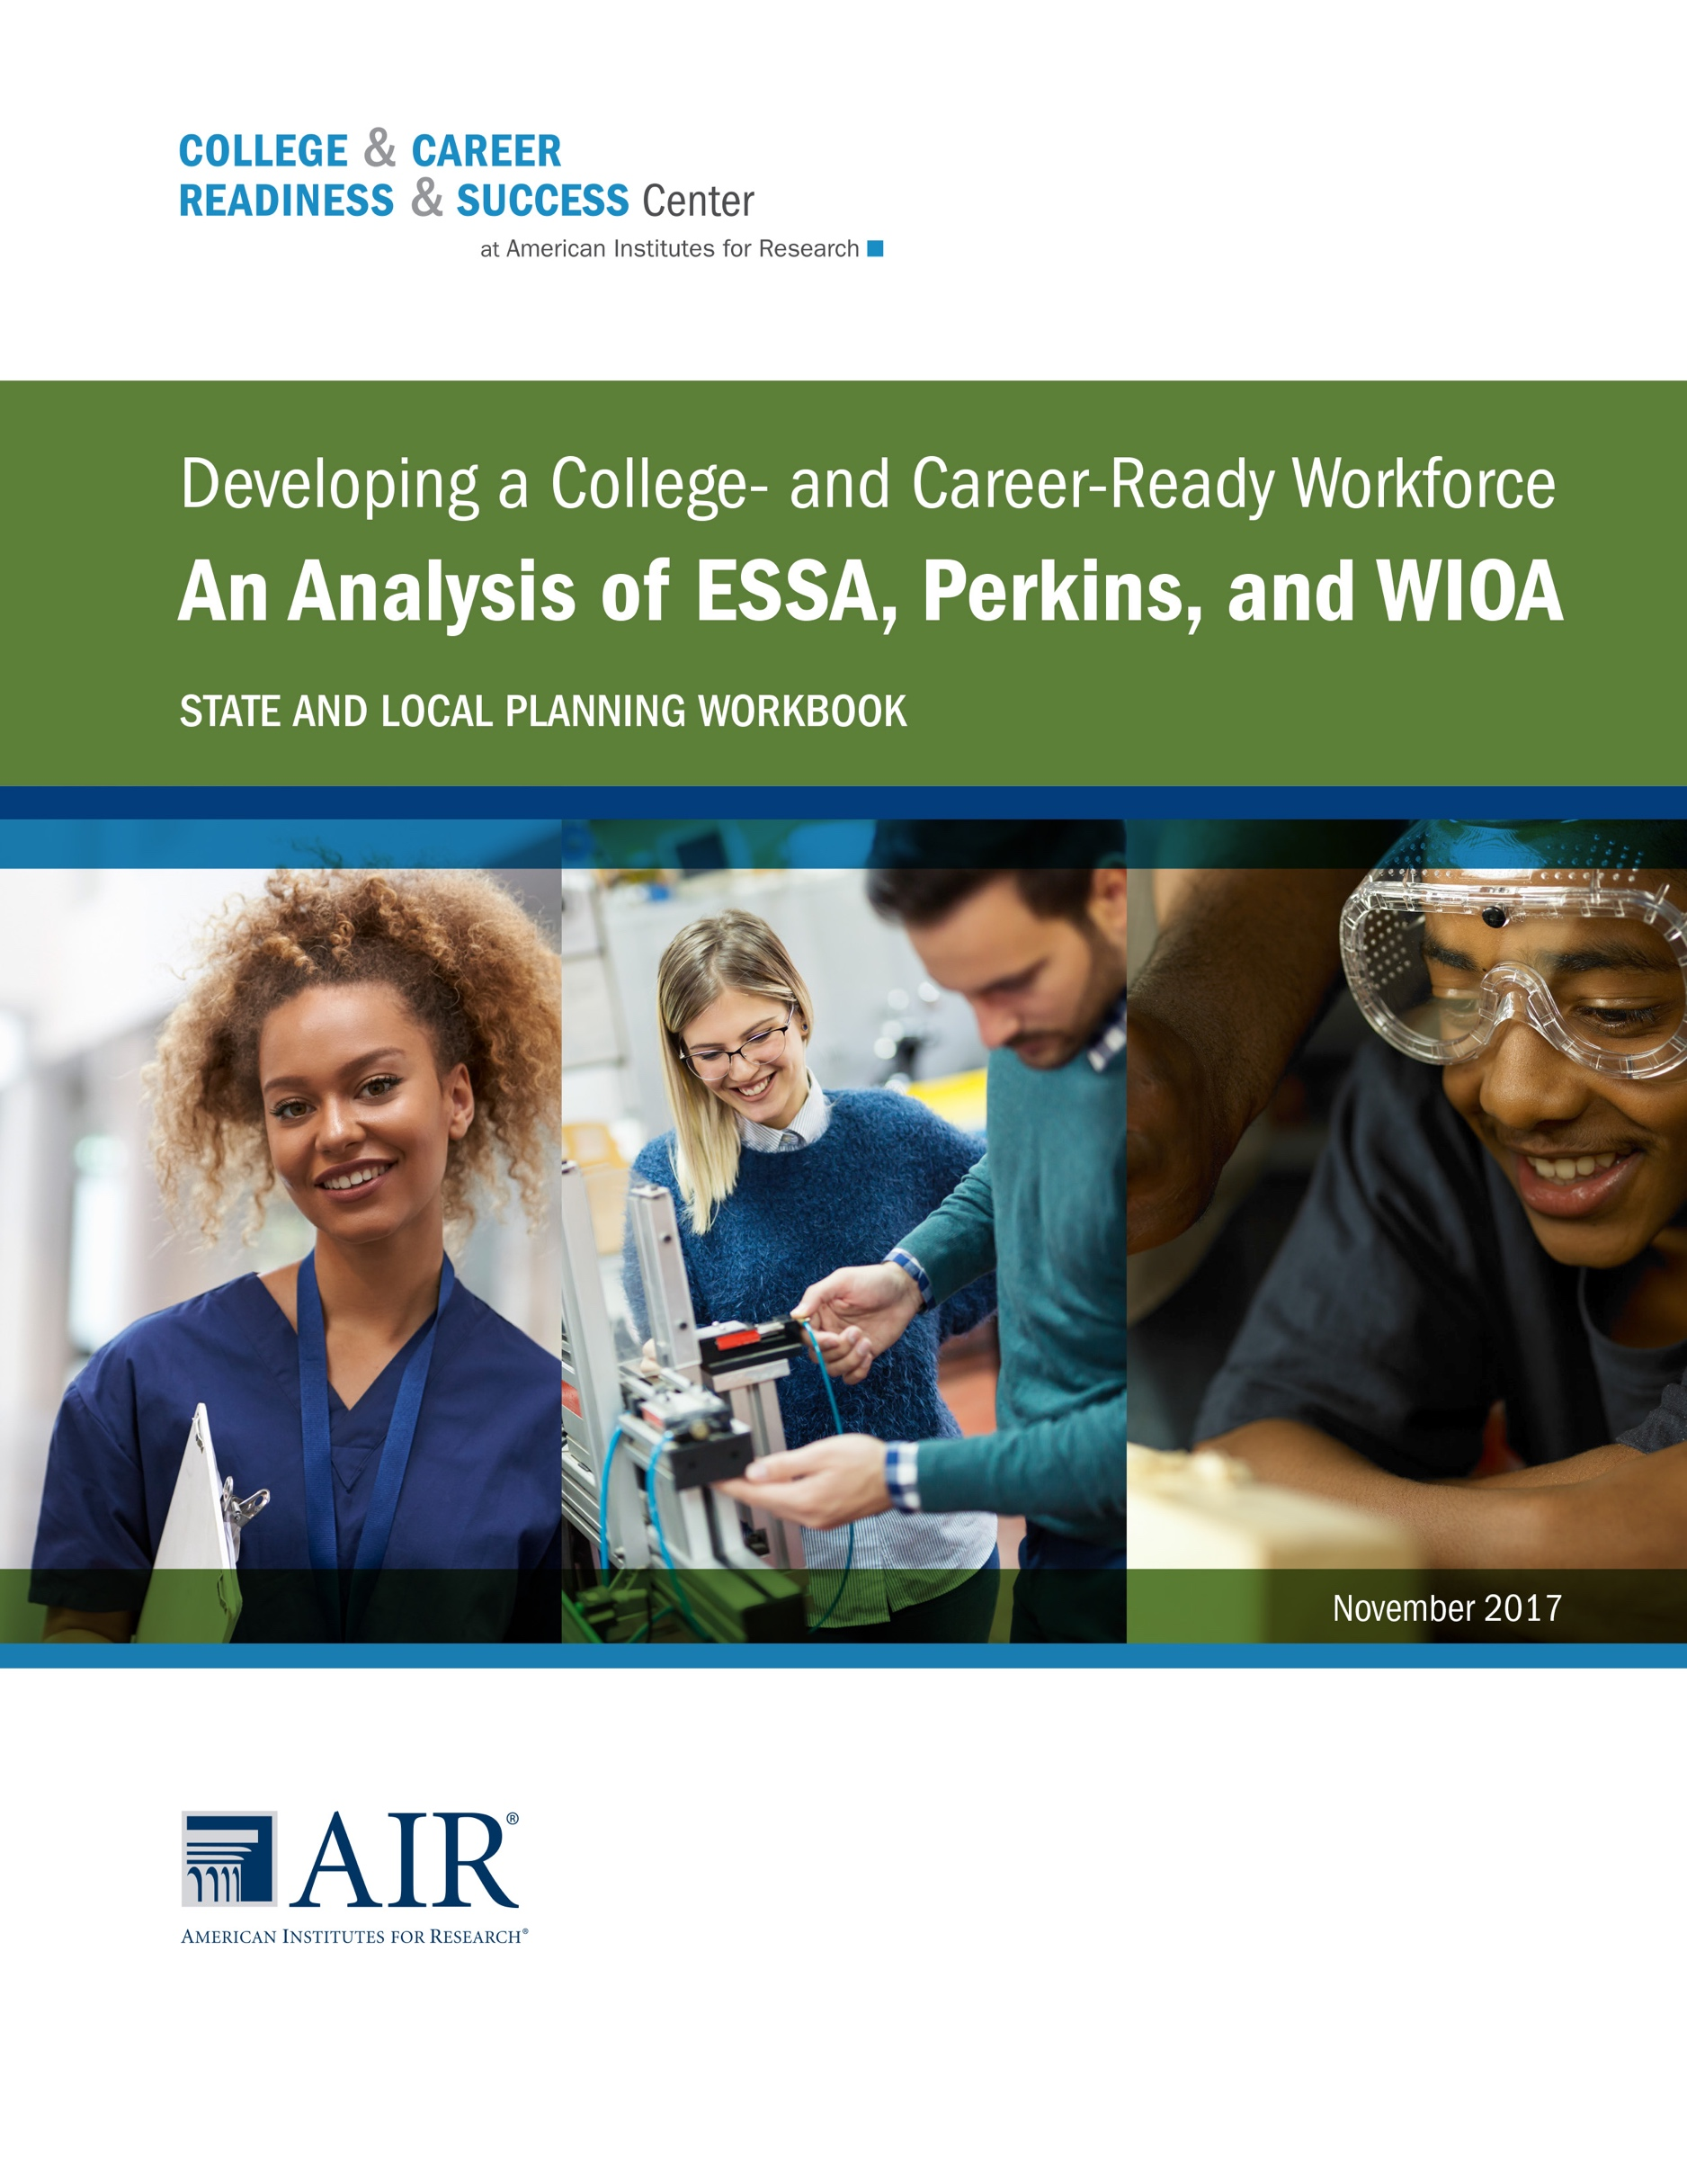 COLLEGE & CAREER
READINESS & SUCCESS Center
at American Institutes for Research
Developing a College- and Career-Ready Workforce
An Analysis of ESSA, Perkins, and WIOA
STATE AND LOCAL PLANNING WORKBOOK
November 2017
AIR®
AMERICAN INSTITUTES FOR RESEARCH®